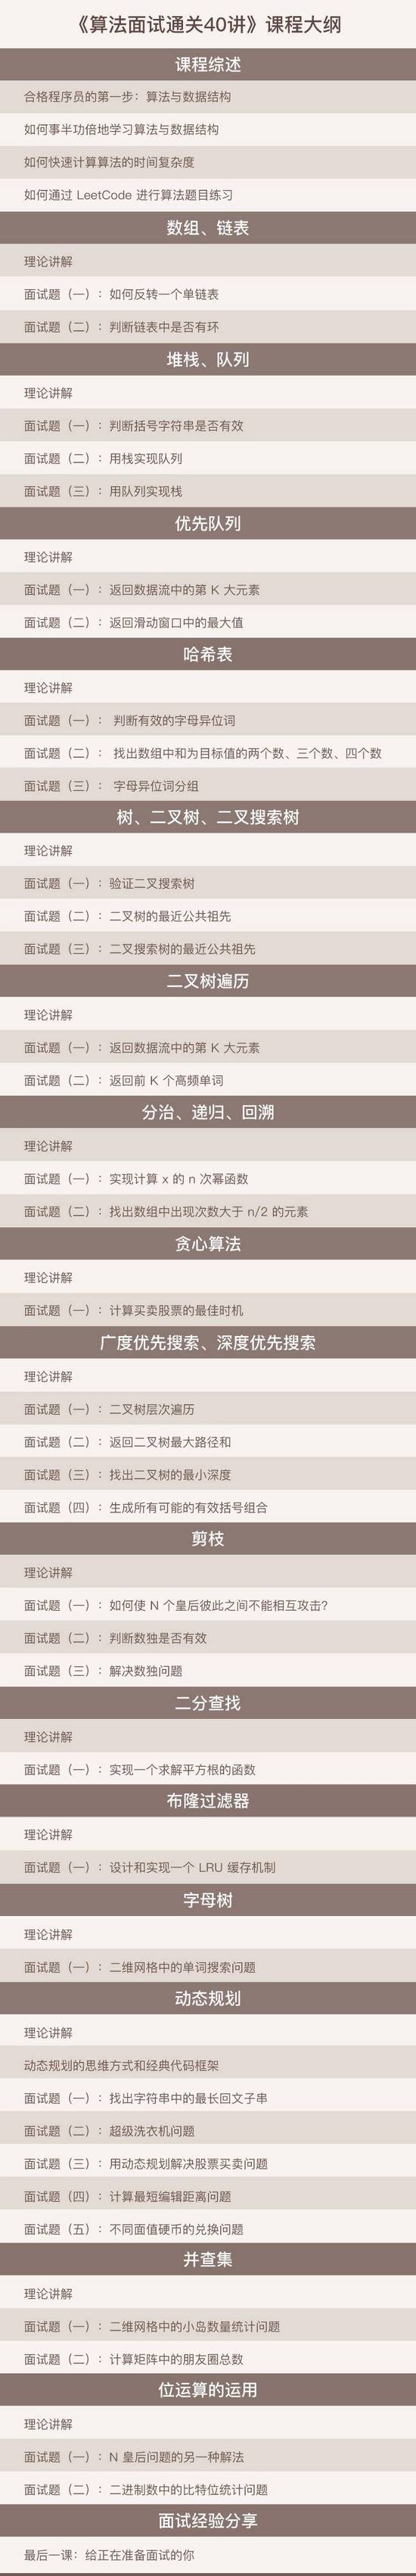 《算法面试通关40讲》课程大纲
课程综述
合格程序员的第一步：算法与数据结构
如何事半功倍地学习算法与数据结构
如何快速计算算法的时间复杂度
如何通过 LeetCode 进行算法题目练习
数组、链表
理论讲解
面试题（一）：如何反转一个单链表
面试题（二）：判断链表中是否有环
堆栈、队列
理论讲解
面试题（一）：判断括号字符串是否有效
面试题（二）：用栈实现队列
面试题（三）：用队列实现栈
优先队列
理论讲解
面试题（一）：返回数据流中的第 K 大元素
面试题（二）：返回滑动窗口中的最大值
哈希表
理论讲解
面试题（一）： 判断有效的字母异位词
面试题（二）： 找出数组中和为目标值的两个数、三个数、四个数
面试题（三）： 字母异位词分组
树、二叉树、二叉搜索树
理论讲解
面试题（一）：验证二叉搜索树
面试题（二）：二叉树的最近公共祖先
面试题（三）：二叉搜索树的最近公共祖先
二叉树遍历
理论讲解
面试题（一）：返回数据流中的第 K 大元素
面试题（二）：返回前 K 个高频单词
分治、递归、回溯
理论讲解
面试题（一）：实现计算 x 的 n 次幂函数
面试题（二）：找出数组中出现次数大于 n/2 的元素
贪心算法
理论讲解
面试题（一）：计算买卖股票的最佳时机
广度优先搜索、深度优先搜索
理论讲解
面试题（一）：二叉树层次遍历
面试题（二）：返回二叉树最大路径和
面试题（三）：找出二叉树的最小深度
面试题（四）：生成所有可能的有效括号组合
剪枝
理论讲解
面试题（一）：如何使 N 个皇后彼此之间不能相互攻击?
面试题（二）：判断数独是否有效
面试题（三）：解决数独问题
二分查找
理论讲解
面试题（一）：实现一个求解平方根的函数
布隆过滤器
理论讲解
面试题（一）：设计和实现一个 LRU 缓存机制
字母树
理论讲解
面试题（一）：二维网格中的单词搜索问题
动态规划
理论讲解
动态规划的思维方式和经典代码框架
面试题（一）：找出字符串中的最长回文子串
面试题（二）：超级洗衣机问题
面试题（三）：用动态规划解决股票买卖问题
面试题（四）：计算最短编辑距离问题
面试题（五）：不同面值硬币的兑换问题
并查集
理论讲解
面试题（一）：二维网格中的小岛数量统计问题
面试题（二）：计算矩阵中的朋友圈总数
位运算的运用
理论讲解
面试题（一）：N 皇后问题的另一种解法
面试题（二）：二进制数中的比特位统计问题
面试经验分享
最后一课：给正在准备面试的你